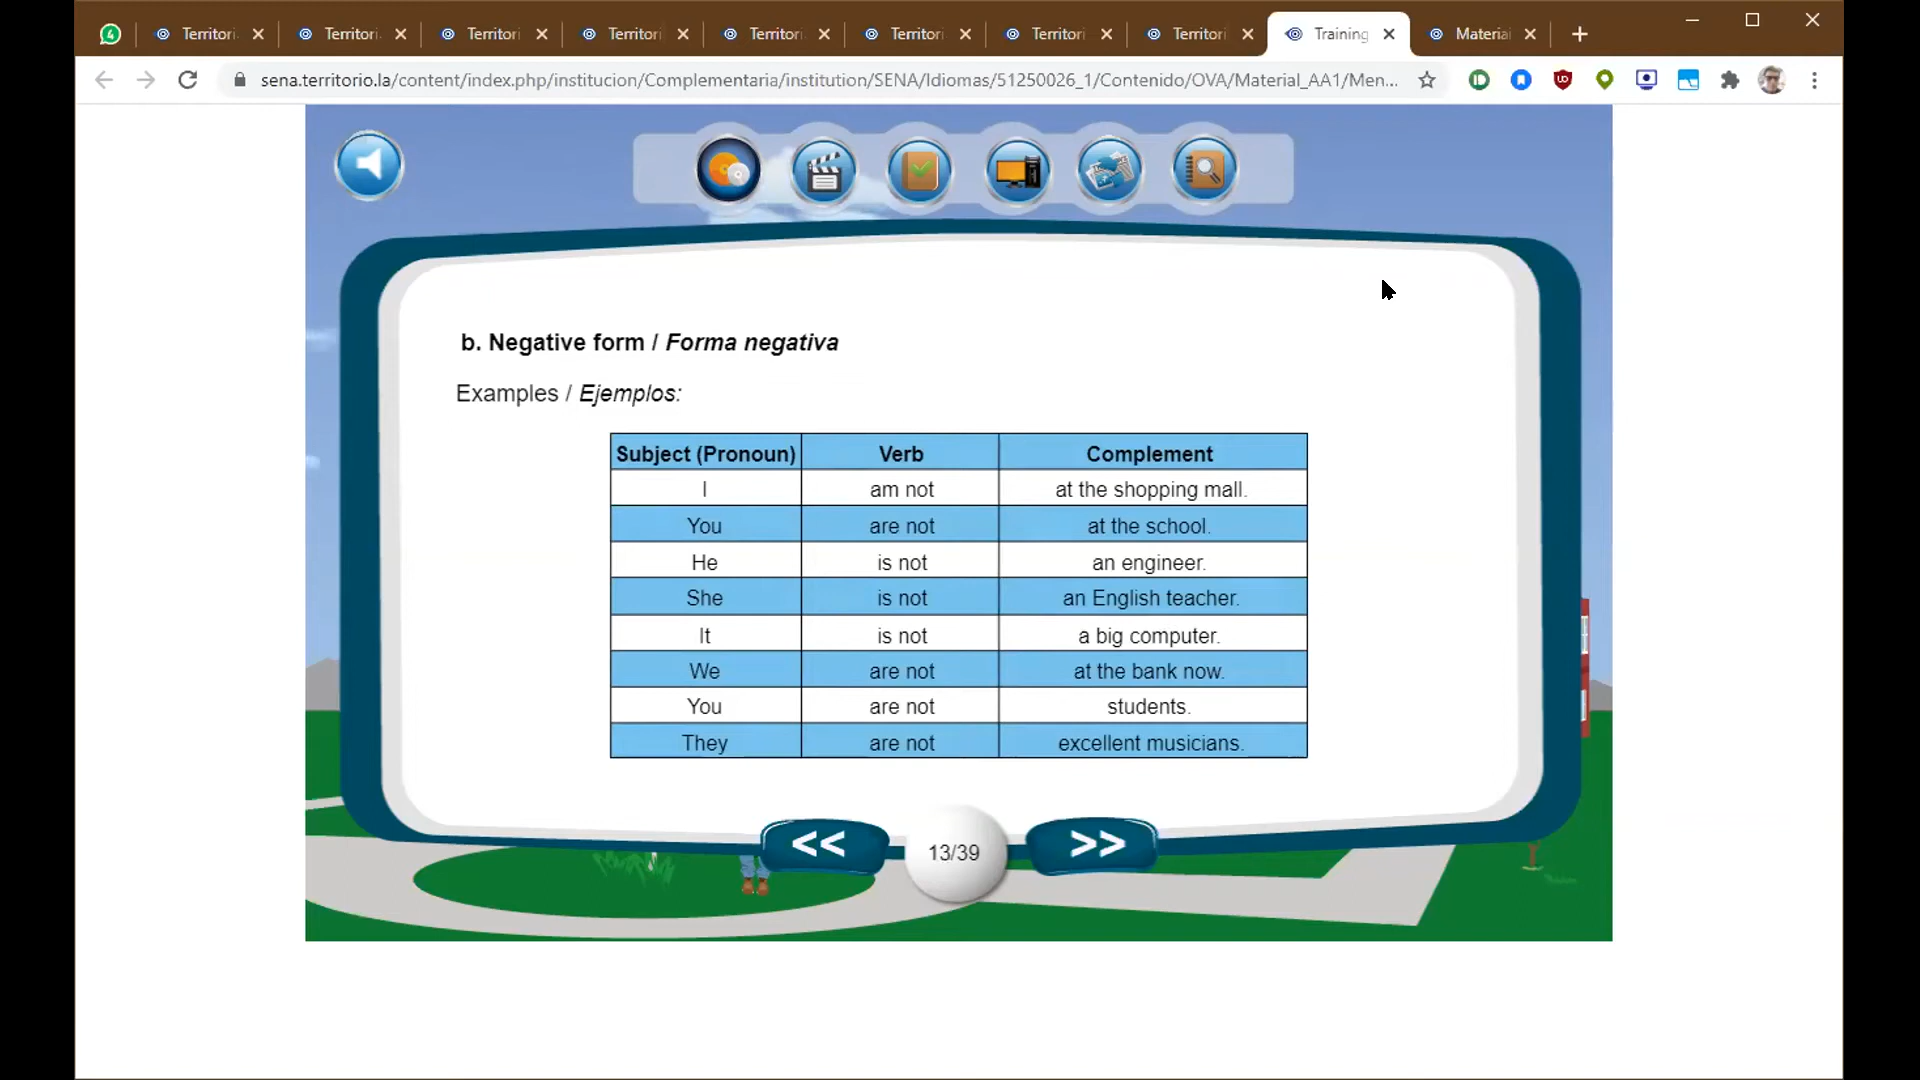 4
Territori
Territori
Territori
Territori
Territori
Territori
Territori
Territori
Training
Material
sena.territorio.la/content/index.php/institucion/Complementaria/institution/SENA/Idiomas/51250026_1/Contenido/OVA/Material_AA1/Men...
b. Negative form / Forma negativa
Examples / Ejemplos:
Subject (Pronoun) Verb Complement
I am not at the shopping mall.
You are not at the school.
He is not an engineer.
She is not an English teacher.
It is not a big computer.
We are not at the bank now.
You are not students.
They are not excellent musicians.
<< 13/39 >>